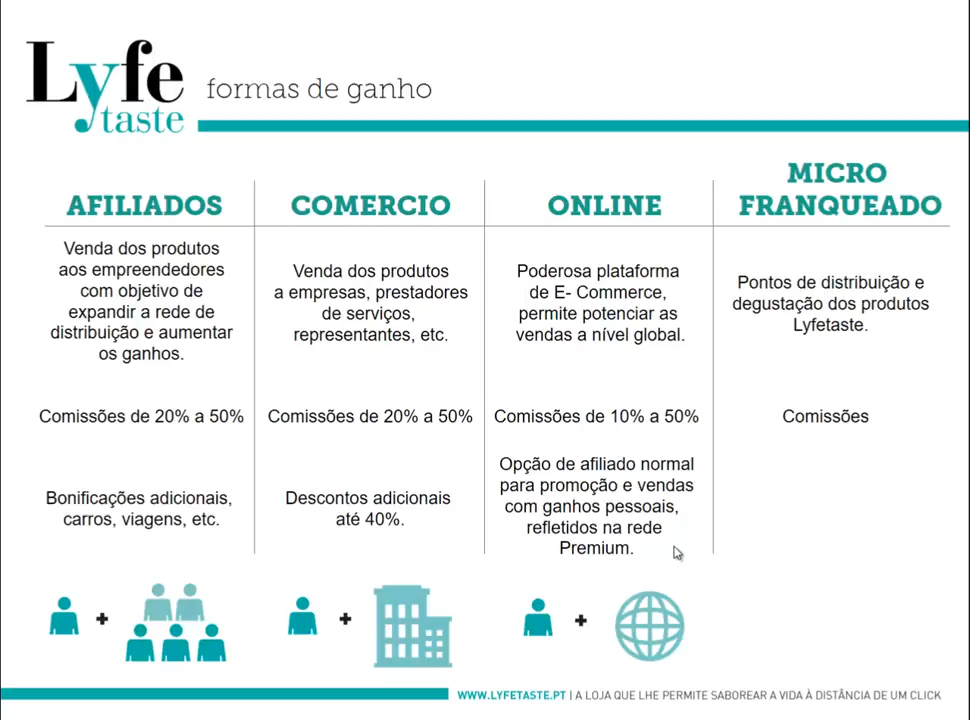 Lyfe
taste
formas de ganho
AFILIADOS
Venda dos produtos
aos empreendedores
com objetivo de
expandir a rede de
distribuição e aumentar
os ganhos.
Comissões de 20% a 50%
Bonificações adicionais,
carros, viagens, etc.
COMERCIO
Venda dos produtos
a empresas, prestadores
de serviços,
representantes, etc.
Comissões de 20% a 50%
Descontos adicionais
até 40%.
ONLINE
Poderosa plataforma
de E- Commerce,
permite potenciar as
vendas a nível global.
Comissões de 10% a 50%
Opção de afiliado normal
para promoção e vendas
com ganhos pessoais,
refletidos na rede
Premium.
MICRO
FRANQUEADO
Pontos de distribuição e
degustação dos produtos
Lyfetaste.
Comissões
WWW.LYFETASTE.PT | A LOJA QUE LHE PERMITE SABOREAR A VIDA À DISTÂNCIA DE UM CLICK